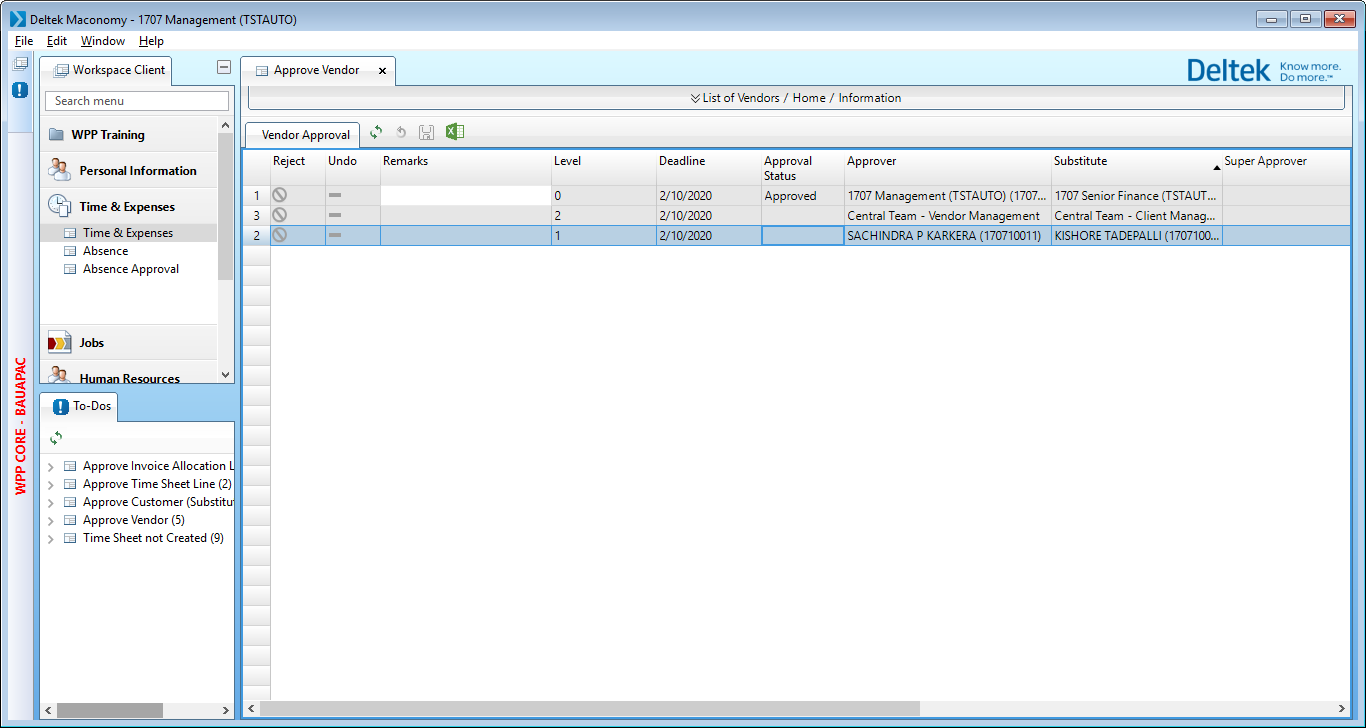 Deltek Maconomy - 1707 Management (TSTAUTO)
File Edit Window Help
Workspace Client
Approve Vendor
Deltek Know more. Do more.™
Search menu
List of Vendors / Home / Information
WPP Training
Vendor Approval
Personal Information
Time & Expenses
Time & Expenses
Absence
Absence Approval
Jobs
Human Resources
Reject Undo Remarks Level Deadline Approval Status Approver Substitute Super Approver
1 0 2/10/2020 Approved 1707 Management (TSTAUTO) (1707... 1707 Senior Finance (TSTAUT...
3 2 2/10/2020 Central Team - Vendor Management Central Team - Client Manag...
2 1 2/10/2020 SACHINDRA P KARKERA (170710011) KISHORE TADEPALLI (1707100...
WPP CORE - BAUAPAC
To-Dos
Approve Invoice Allocation L
Approve Time Sheet Line (2)
Approve Customer (Substitu
Approve Vendor (5)
Time Sheet not Created (9)